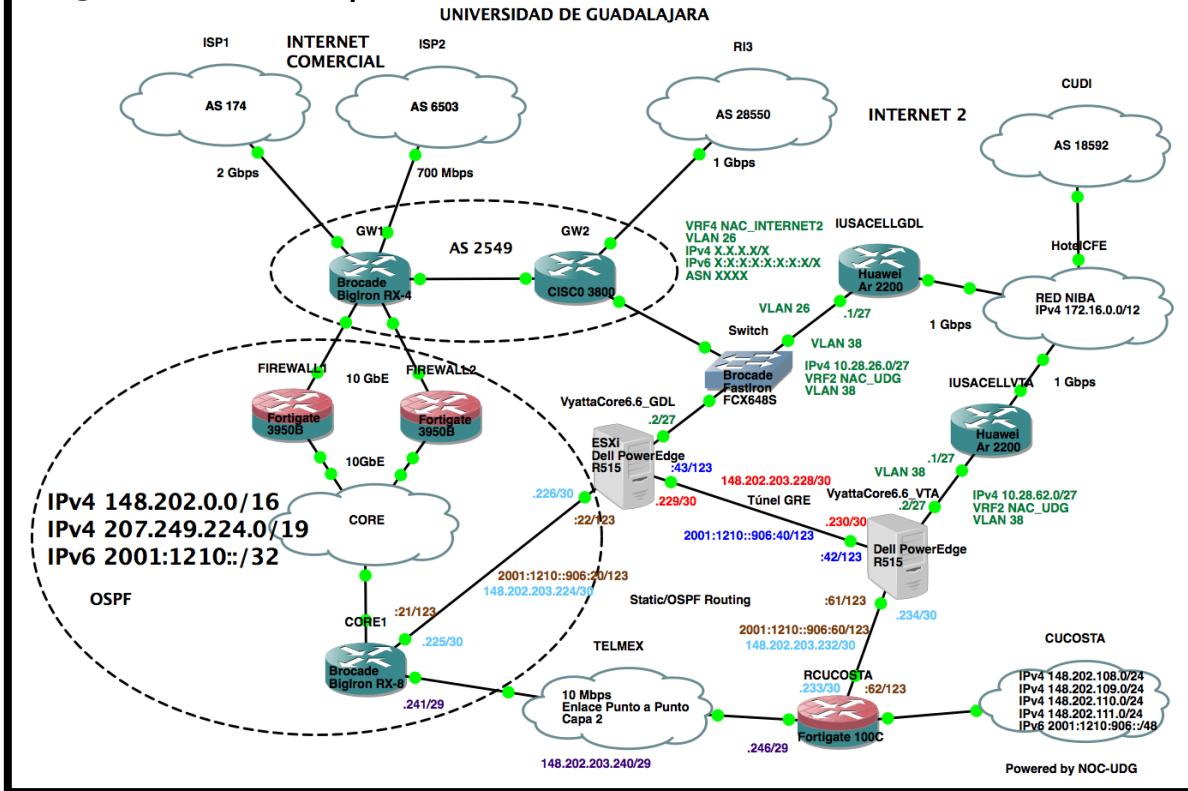 UNIVERSIDAD DE GUADALAJARA
ISP1
INTERNET
COMERCIAL
ISP2
RI3
CUDI
AS 174
AS 6503
AS 28550
INTERNET 2
AS 18592
2 Gbps
700 Mbps
1 Gbps
GW1
AS 2549
GW2
VRF4 NAC_INTERNET2
VLAN 26
IPv4 X.X.X.X/X
IPv6 X:X:X:X:X:X:X:X/X
ASN XXXX
IUSACELLGDL
HotelCFE
Brocade
BigIron RX-4
CISC0 3800
Huawei
Ar 2200
RED NIBA
IPv4 172.16.0.0/12
VLAN 26
.1/27
1 Gbps
Switch
VLAN 38
Brocade
FastIron
FCX648S
IPv4 10.28.26.0/27
VRF2 NAC_UDG
VLAN 38
FIREWALL1
10 GbE
FIREWALL2
IUSACELLVTA
1 Gbps
Fortigate
3950B
Fortigate
3950B
VyattaCore6.6_GDL
.2/27
Huawei
Ar 2200
ESXi
Dell PowerEdge
R515
10GbE
:43/123
.1/27
VLAN 38
148.202.203.228/30
Túnel GRE
VyattaCore6.6_VTA
.2/27
IPv4 10.28.62.0/27
VRF2 NAC_UDG
VLAN 38
.226/30
.229/30
:22/123
IPv4 148.202.0.0/16
IPv4 207.249.224.0/19
IPv6 2001:1210::/32
CORE
.230/30
2001:1210::906:40/123
:42/123
Dell PowerEdge
R515
2001:1210::906:20/123
148.202.203.224/30
OSPF
Static/OSPF Routing
:61/123
.234/30
:21/123
CORE1
.225/30
2001:1210::906:60/123
148.202.203.232/30
TELMEX
CUCOSTA
Brocade
BigIron RX-8
.241/29
10 Mbps
Enlace Punto a Punto
Capa 2
RCUCOSTA
.233/30
:62/123
IPv4 148.202.108.0/24
IPv4 148.202.109.0/24
IPv4 148.202.110.0/24
IPv4 148.202.111.0/24
IPv6 2001:1210:906::/48
Fortigate 100C
.246/29
148.202.203.240/29
Powered by NOC-UDG